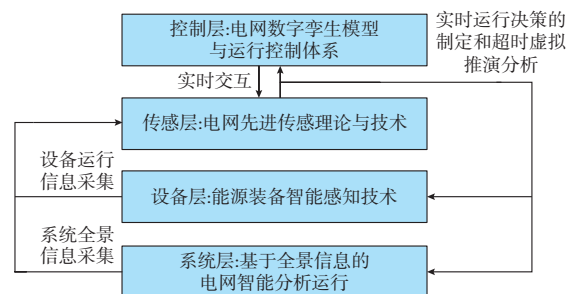 控制层:电网数字孪生模型
与运行控制体系
实时运行决策的
制定和超时虚拟
推演分析
实时交互
传感层:电网先进传感理论与技术
设备运行
信息采集
设备层:能源装备智能感知技术
系统全景
信息采集
系统层:基于全景信息的
电网智能分析运行